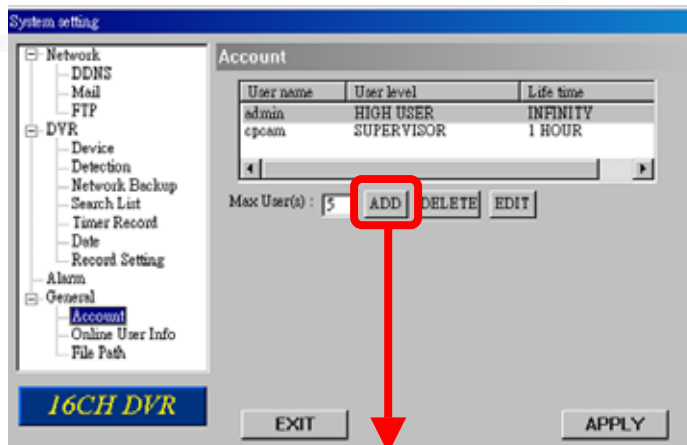 System setting
Network
DDNS
Mail
FTP
DVR
Device
Detection
Network Backup
Search List
Timer Record
Date
Record Setting
Alarm
General
Account
Online User Info
File Path
16CH DVR
Account
User name User level Life time
admin HIGH USER INFINITY
cpcam SUPERVISOR 1 HOUR
Max User(s) : 5 ADD DELETE EDIT
EXIT APPLY